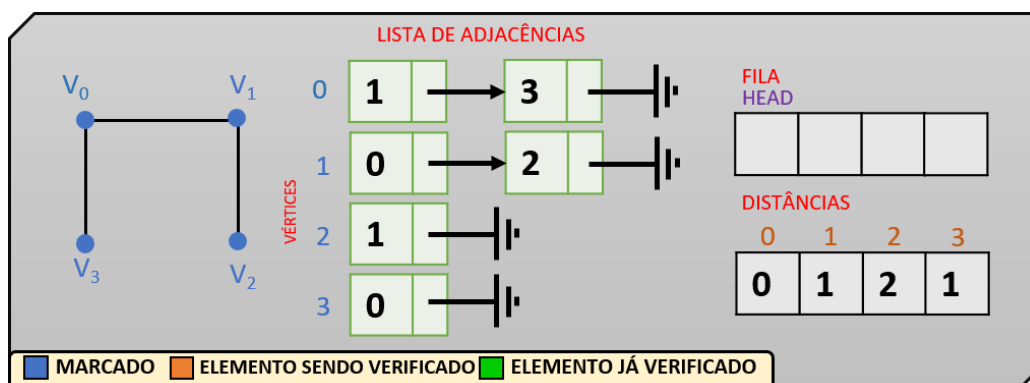 LISTA DE ADJACÊNCIAS
V0 V1
V3 V2
VÉRTICES
0 1 3
1 0 2
2 1
3 0
FILA
HEAD
DISTÂNCIAS
0 1 2 3
0 1 2 1
MARCADO ELEMENTO SENDO VERIFICADO ELEMENTO JÁ VERIFICADO